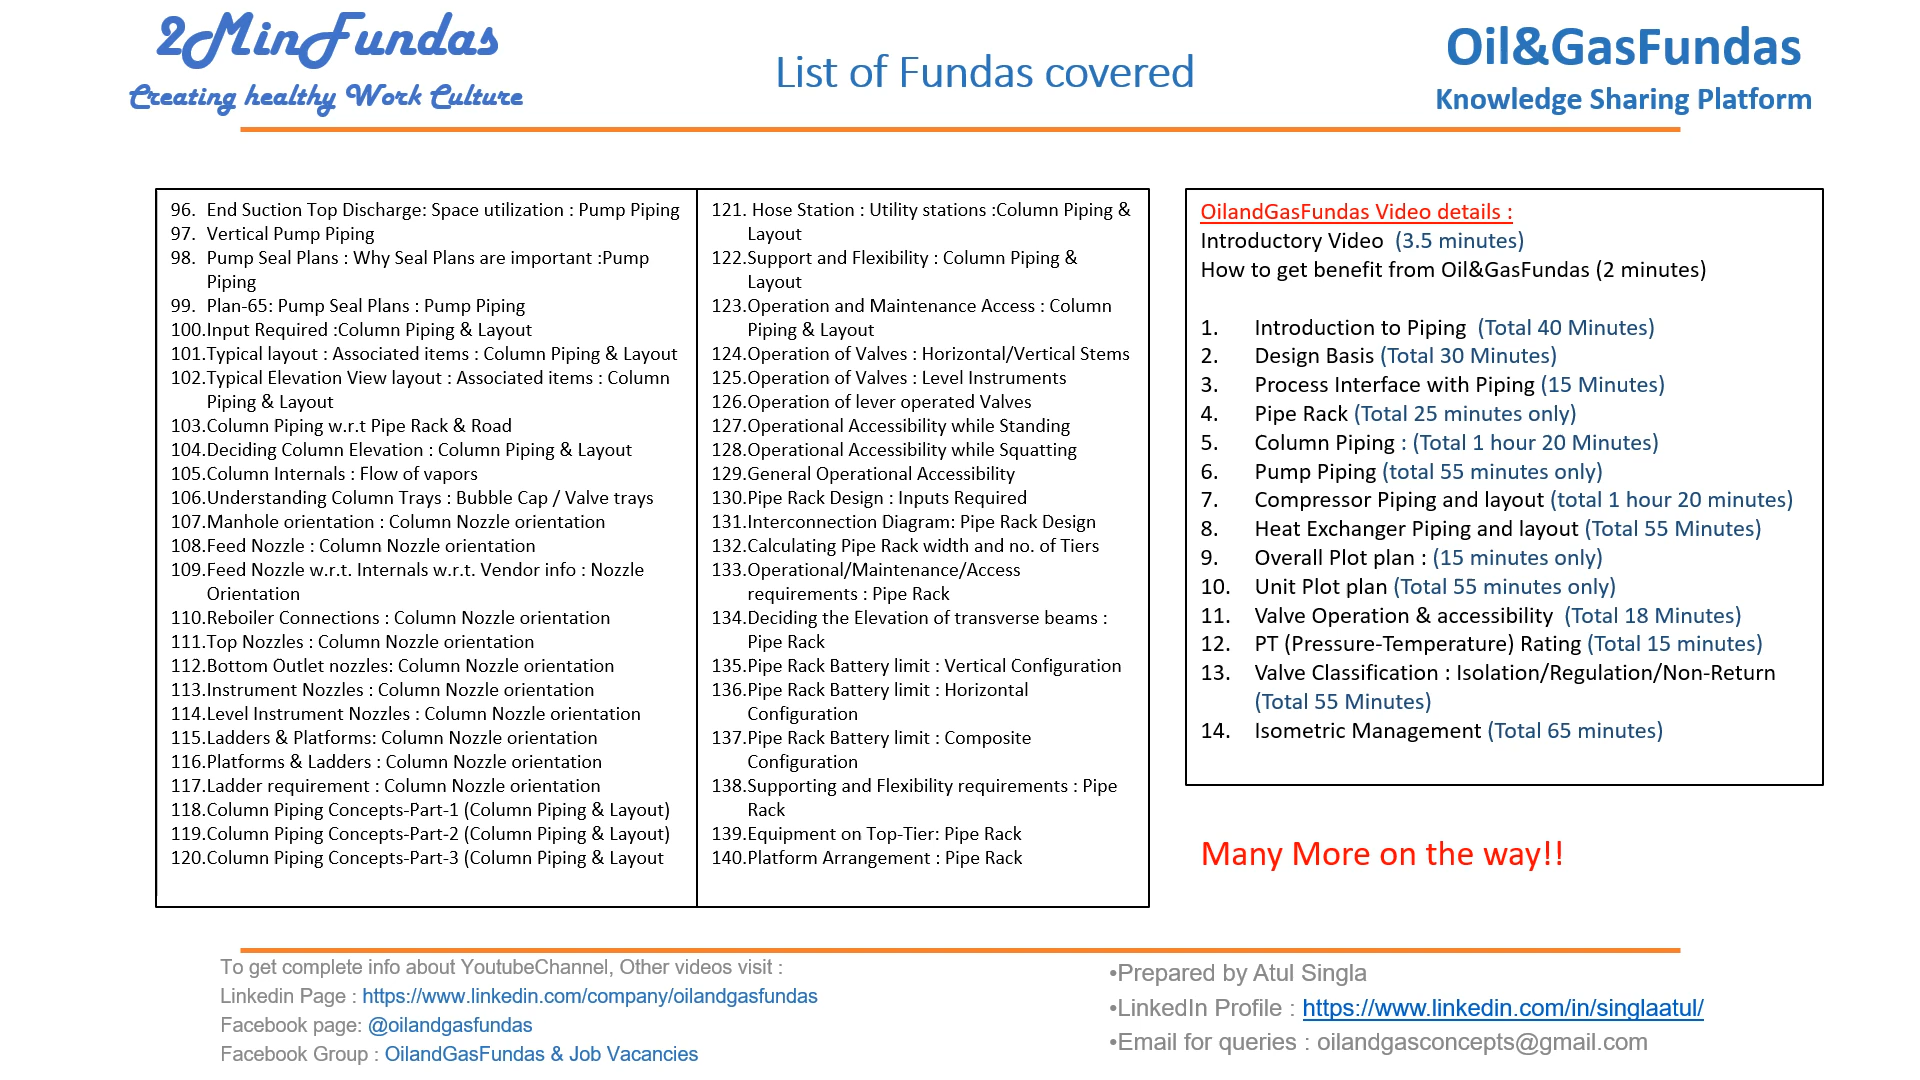 2MinFundas
Creating healthy Work Culture
List of Fundas covered
Oil&GasFundas
Knowledge Sharing Platform
96. End Suction Top Discharge: Space utilization : Pump Piping
97. Vertical Pump Piping
98. Pump Seal Plans : Why Seal Plans are important :Pump
Piping
99. Plan-65: Pump Seal Plans : Pump Piping
100.Input Required :Column Piping & Layout
101.Typical layout : Associated items : Column Piping & Layout
102.Typical Elevation View layout : Associated items : Column
Piping & Layout
103.Column Piping w.r.t Pipe Rack & Road
104.Deciding Column Elevation : Column Piping & Layout
105.Column Internals : Flow of vapors
106.Understanding Column Trays : Bubble Cap / Valve trays
107.Manhole orientation : Column Nozzle orientation
108.Feed Nozzle : Column Nozzle orientation
109.Feed Nozzle w.r.t. Internals w.r.t. Vendor info : Nozzle
Orientation
110.Reboiler Connections : Column Nozzle orientation
111.Top Nozzles : Column Nozzle orientation
112.Bottom Outlet nozzles: Column Nozzle orientation
113.Instrument Nozzles : Column Nozzle orientation
114.Level Instrument Nozzles : Column Nozzle orientation
115.Ladders & Platforms: Column Nozzle orientation
116.Platforms & Ladders : Column Nozzle orientation
117.Ladder requirement : Column Nozzle orientation
118.Column Piping Concepts-Part-1 (Column Piping & Layout)
119.Column Piping Concepts-Part-2 (Column Piping & Layout)
120.Column Piping Concepts-Part-3 (Column Piping & Layout
121. Hose Station : Utility stations :Column Piping &
Layout
122.Support and Flexibility : Column Piping &
Layout
123.Operation and Maintenance Access : Column
Piping & Layout
124.Operation of Valves : Horizontal/Vertical Stems
125.Operation of Valves : Level Instruments
126.Operation of lever operated Valves
127.Operational Accessibility while Standing
128.Operational Accessibility while Squatting
129.General Operational Accessibility
130.Pipe Rack Design : Inputs Required
131.Interconnection Diagram: Pipe Rack Design
132.Calculating Pipe Rack width and no. of Tiers
133.Operational/Maintenance/Access
requirements : Pipe Rack
134.Deciding the Elevation of transverse beams :
Pipe Rack
135.Pipe Rack Battery limit : Vertical Configuration
136.Pipe Rack Battery limit : Horizontal
Configuration
137.Pipe Rack Battery limit : Composite
Configuration
138.Supporting and Flexibility requirements : Pipe
Rack
139.Equipment on Top-Tier: Pipe Rack
140.Platform Arrangement : Pipe Rack
OilandGasFundas Video details :
Introductory Video (3.5 minutes)
How to get benefit from Oil&GasFundas (2 minutes)
1. Introduction to Piping (Total 40 Minutes)
2. Design Basis (Total 30 Minutes)
3. Process Interface with Piping (15 Minutes)
4. Pipe Rack (Total 25 minutes only)
5. Column Piping : (Total 1 hour 20 Minutes)
6. Pump Piping (total 55 minutes only)
7. Compressor Piping and layout (total 1 hour 20 minutes)
8. Heat Exchanger Piping and layout (Total 55 Minutes)
9. Overall Plot plan : (15 minutes only)
10. Unit Plot plan (Total 55 minutes only)
11. Valve Operation & accessibility (Total 18 Minutes)
12. PT (Pressure-Temperature) Rating (Total 15 minutes)
13. Valve Classification : Isolation/Regulation/Non-Return
(Total 55 Minutes)
14. Isometric Management (Total 65 minutes)
Many More on the way!!
To get complete info about YoutubeChannel, Other videos visit :
Linkedin Page : https://www.linkedin.com/company/oilandgasfundas
Facebook page: @oilandgasfundas
Facebook Group : OilandGasFundas & Job Vacancies
•Prepared by Atul Singla
•LinkedIn Profile : https://www.linkedin.com/in/singlaatul/
•Email for queries : oilandgasconcepts@gmail.com